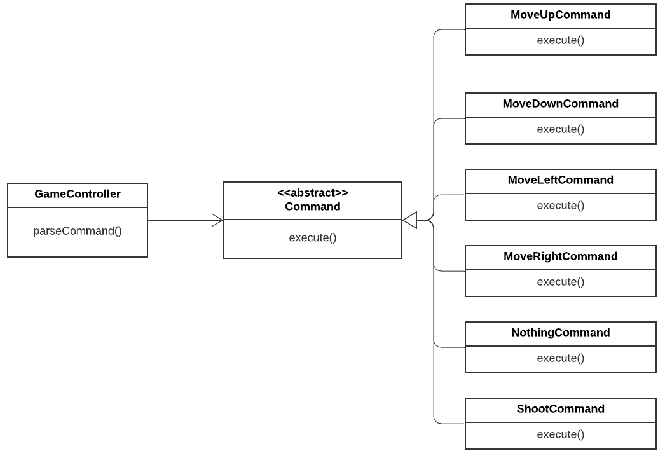 GameController
parseCommand()
<<abstract>>
Command
execute()
MoveUpCommand
execute()
MoveDownCommand
execute()
MoveLeftCommand
execute()
MoveRightCommand
execute()
NothingCommand
execute()
ShootCommand
execute()